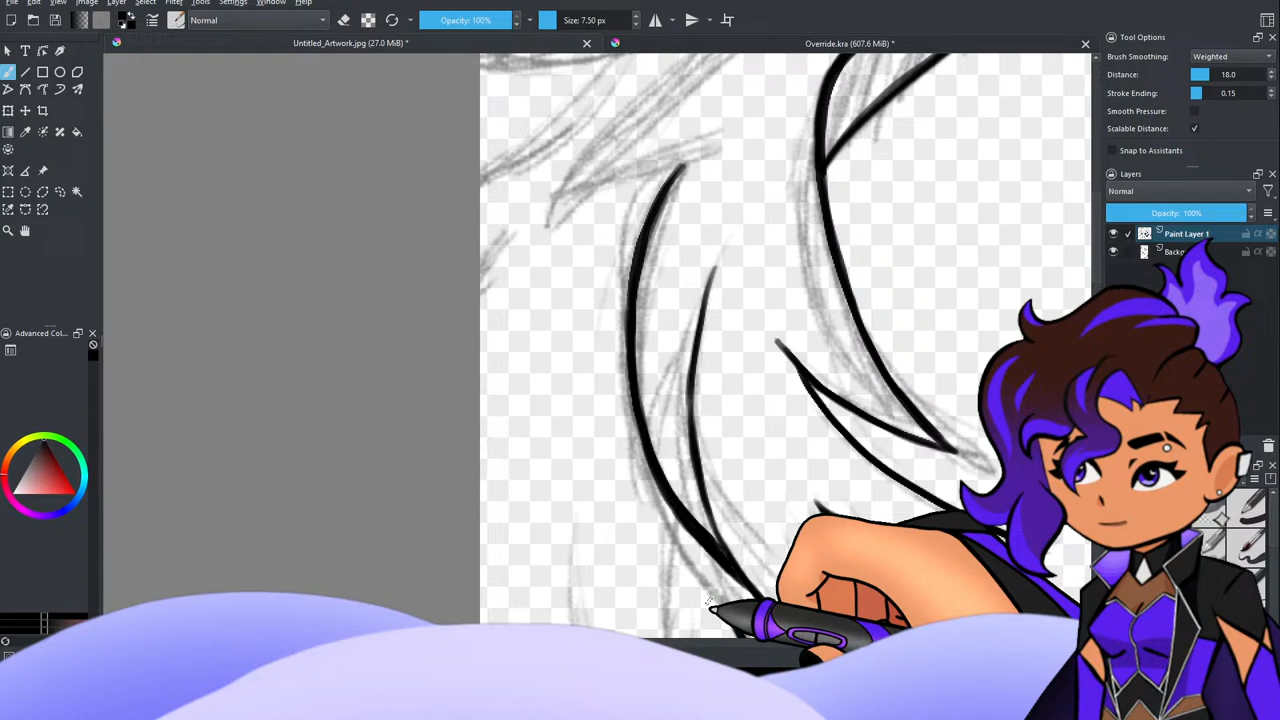 File Edit View Image Layer Select Filter Tools Settings Window Help
Normal
Opacity: 100%
Size: 7.50 px
Untitled_Artwork.jpg (27.0 MiB) *
Override.kra (607.6 MiB) *
Tool Options
Brush Smoothing: Weighted
Distance: 18.0
Stroke Ending: 0.15
Smooth Pressure:
Scalable Distance:
Snap to Assistants
Layers
Normal
Opacity: 100%
Paint Layer 1
Backg
Advanced Col...